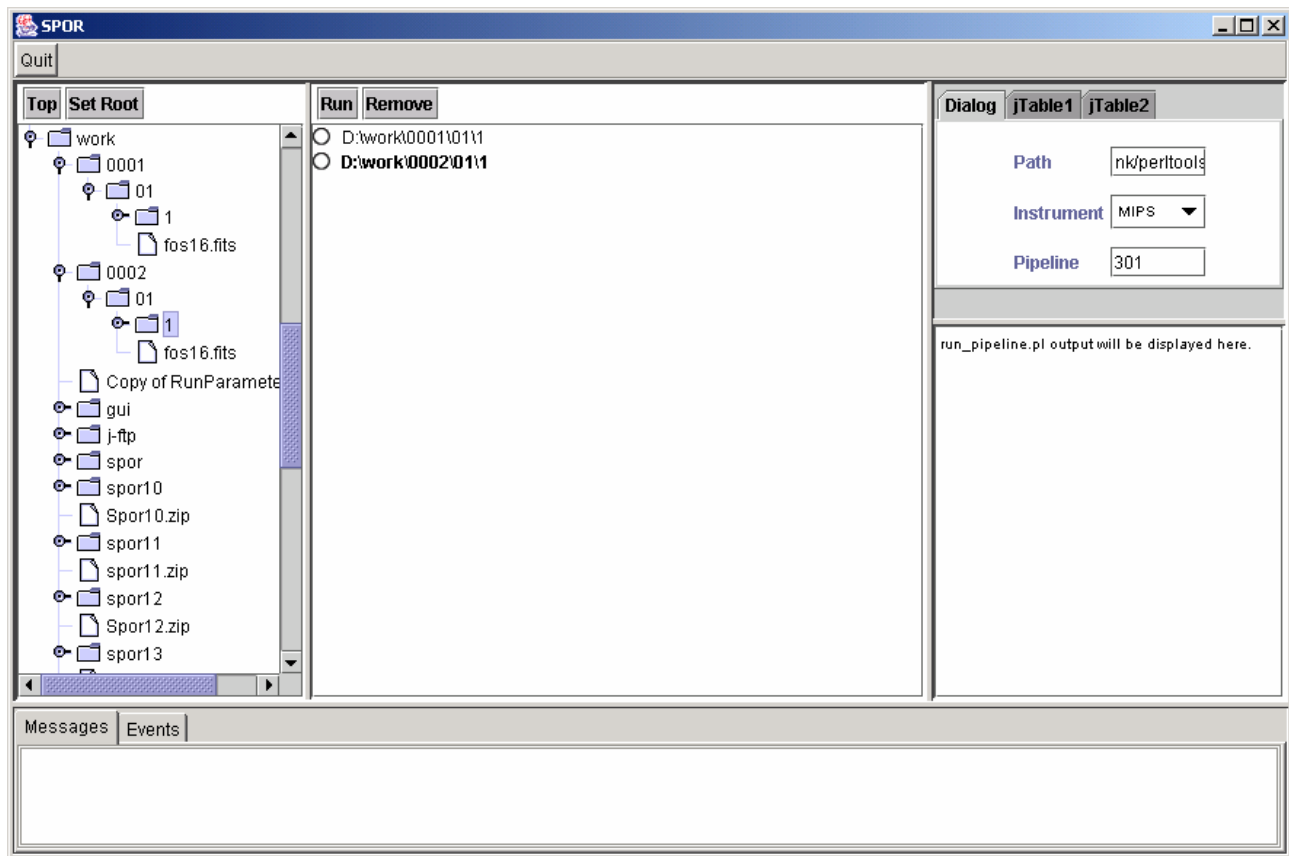 SPOR
Quit
Top Set Root
work
0001
01
1
fos16.fits
0002
01
1
fos16.fits
Copy of RunParamete
gui
j-ftp
spor
spor10
Spor10.zip
spor11
spor11.zip
spor12
Spor12.zip
spor13
Run Remove
D:\work\0001\01\1
D:\work\0002\01\1
Dialog jTable1 jTable2
Path nk/perltools
Instrument MIPS
Pipeline 301
run_pipeline.pl output will be displayed here.
Messages Events